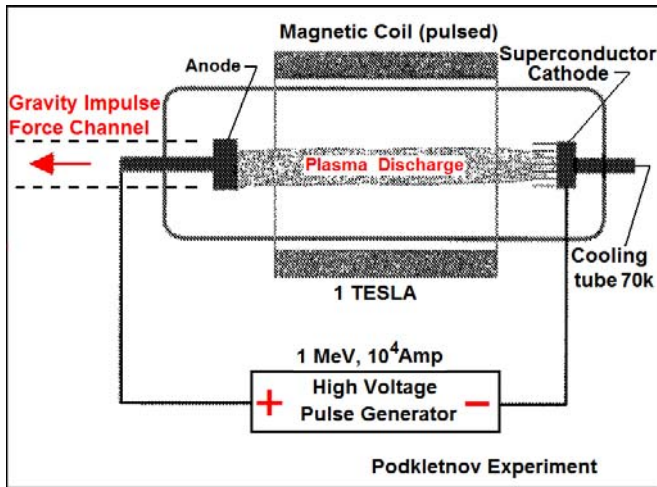 Magnetic Coil (pulsed)
Superconductor
Cathode
Anode
Gravity Impulse
Force Channel
Plasma Discharge
Cooling
tube 70k
1 TESLA
1 MeV, 10⁴Amp
High Voltage
Pulse Generator
+
−
Podkletnov Experiment